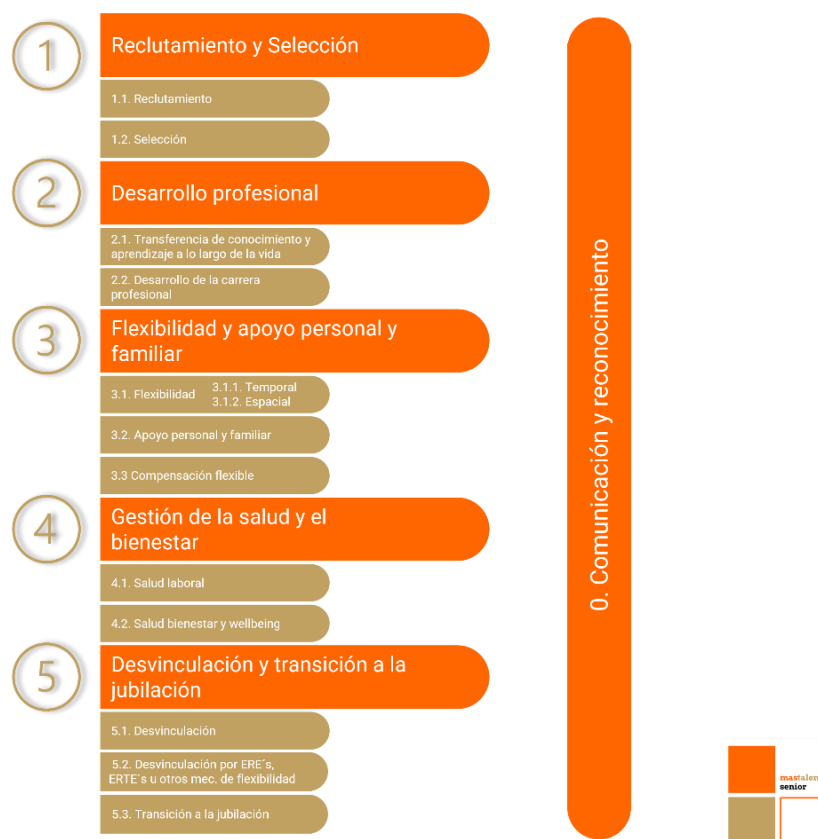 1
Reclutamiento y Selección
1.1. Reclutamiento
1.2. Selección
2
Desarrollo profesional
2.1. Transferencia de conocimiento y
aprendizaje a lo largo de la vida
2.2. Desarrollo de la carrera
profesional
3
Flexibilidad y apoyo personal y
familiar
3.1. Flexibilidad
3.1.1. Temporal
3.1.2. Espacial
3.2. Apoyo personal y familiar
3.3 Compensación flexible
4
Gestión de la salud y el
bienestar
4.1. Salud laboral
4.2. Salud bienestar y wellbeing
5
Desvinculación y transición a la
jubilación
5.1. Desvinculación
5.2. Desvinculación por ERE´s,
ERTE´s u otros mec. de flexibilidad
5.3. Transición a la jubilación
0. Comunicación y reconocimiento
senior